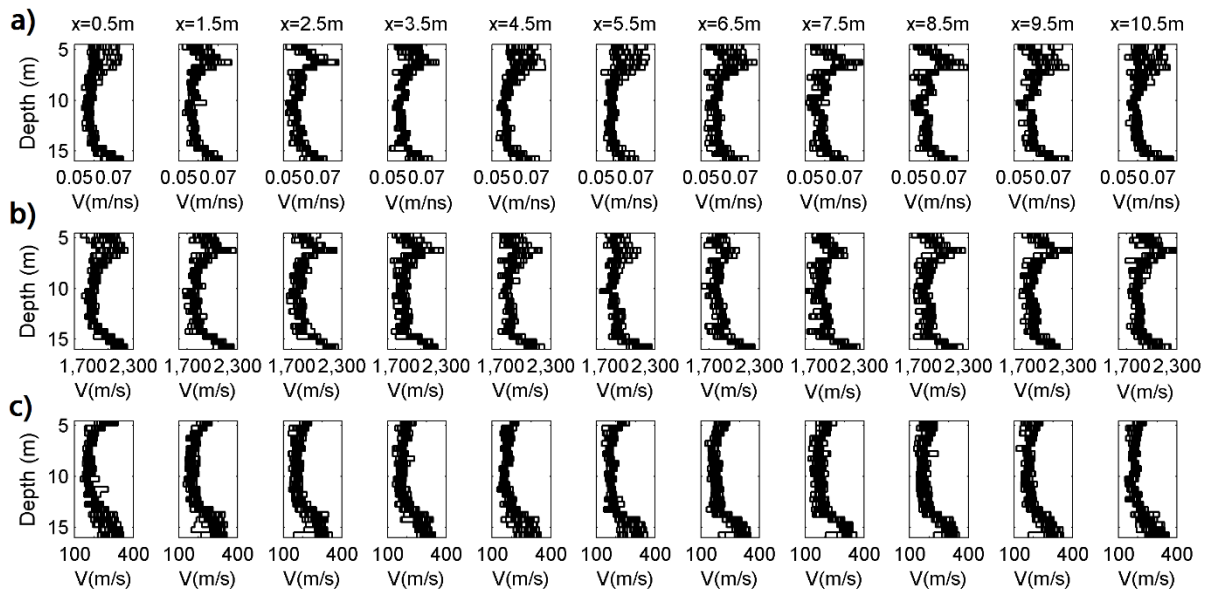 a) x=0.5m x=1.5m x=2.5m x=3.5m x=4.5m x=5.5m x=6.5m x=7.5m x=8.5m x=9.5m x=10.5m
5
Depth (m)
10
15
0.05 0.07 0.05 0.07 0.05 0.07 0.05 0.07 0.05 0.07 0.05 0.07 0.05 0.07 0.05 0.07 0.05 0.07 0.05 0.07 0.05 0.07
V(m/ns) V(m/ns) V(m/ns) V(m/ns) V(m/ns) V(m/ns) V(m/ns) V(m/ns) V(m/ns) V(m/ns) V(m/ns)
b)
5
Depth (m)
10
15
1,700 2,300 1,700 2,300 1,700 2,300 1,700 2,300 1,700 2,300 1,700 2,300 1,700 2,300 1,700 2,300 1,700 2,300 1,700 2,300 1,700 2,300
V(m/s) V(m/s) V(m/s) V(m/s) V(m/s) V(m/s) V(m/s) V(m/s) V(m/s) V(m/s) V(m/s)
c)
5
Depth (m)
10
15
100 400 100 400 100 400 100 400 100 400 100 400 100 400 100 400 100 400 100 400 100 400
V(m/s) V(m/s) V(m/s) V(m/s) V(m/s) V(m/s) V(m/s) V(m/s) V(m/s) V(m/s) V(m/s)